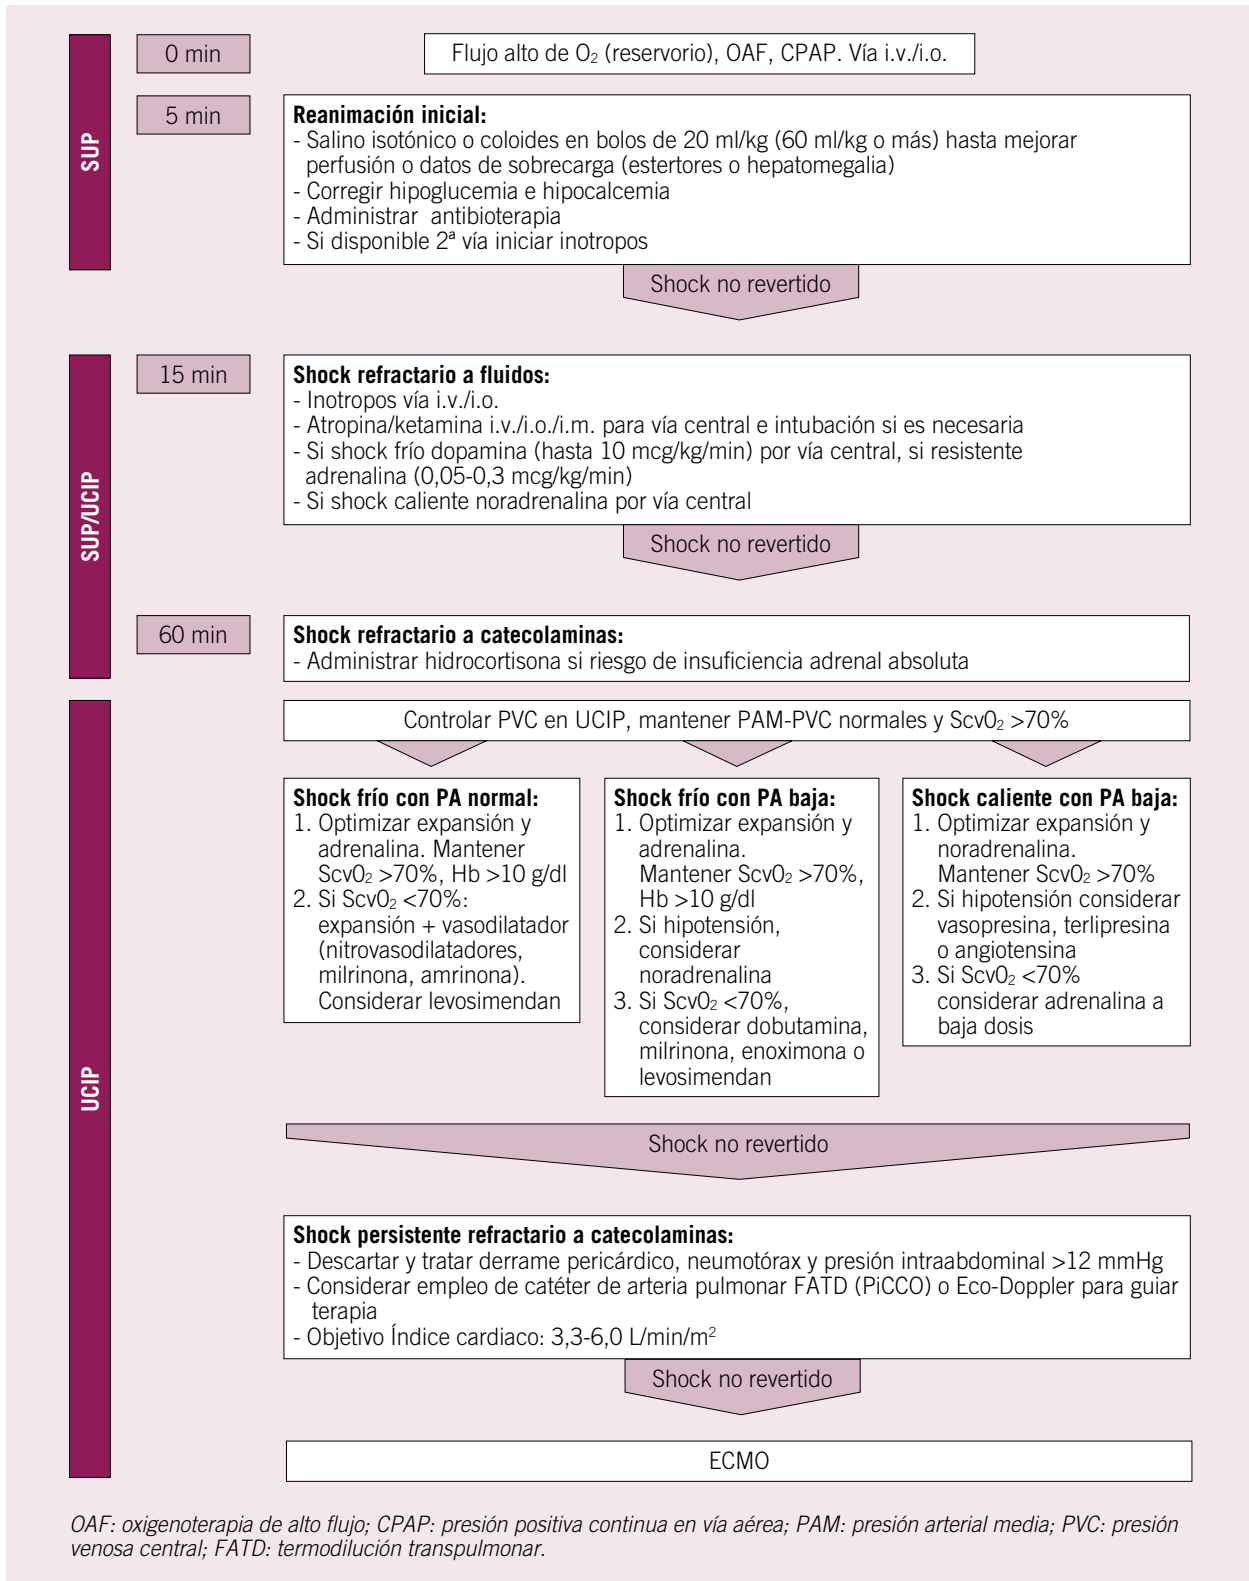 SUP
0 min
Flujo alto de O₂ (reservorio), OAF, CPAP. Vía i.v./i.o.
5 min
Reanimación inicial:
- Salino isotónico o coloides en bolos de 20 ml/kg (60 ml/kg o más) hasta mejorar
perfusión o datos de sobrecarga (estertores o hepatomegalia)
- Corregir hipoglucemia e hipocalcemia
- Administrar antibioterapia
- Si disponible 2ª vía iniciar inotropos
Shock no revertido
SUP/UCIP
15 min
Shock refractario a fluidos:
- Inotropos vía i.v./i.o.
- Atropina/ketamina i.v./i.o./i.m. para vía central e intubación si es necesaria
- Si shock frío dopamina (hasta 10 mcg/kg/min) por vía central, si resistente
adrenalina (0,05-0,3 mcg/kg/min)
- Si shock caliente noradrenalina por vía central
Shock no revertido
60 min
Shock refractario a catecolaminas:
- Administrar hidrocortisona si riesgo de insuficiencia adrenal absoluta
UCIP
Controlar PVC en UCIP, mantener PAM-PVC normales y Scv0₂ >70%
Shock frío con PA normal:
1. Optimizar expansión y
adrenalina. Mantener
Scv0₂ >70%, Hb >10 g/dl
2. Si Scv0₂ <70%:
expansión + vasodilatador
(nitrovasodilatadores,
milrinona, amrinona).
Considerar levosimendan
Shock frío con PA baja:
1. Optimizar expansión y
adrenalina.
Mantener Scv0₂ >70%,
Hb >10 g/dl
2. Si hipotensión,
considerar
noradrenalina
3. Si Scv0₂ <70%,
considerar dobutamina,
milrinona, enoximona o
levosimendan
Shock caliente con PA baja:
1. Optimizar expansión y
noradrenalina.
Mantener Scv0₂ >70%
2. Si hipotensión considerar
vasopresina, terlipresina
o angiotensina
3. Si Scv0₂ <70%
considerar adrenalina a
baja dosis
Shock no revertido
Shock persistente refractario a catecolaminas:
- Descartar y tratar derrame pericárdico, neumotórax y presión intraabdominal >12 mmHg
- Considerar empleo de catéter de arteria pulmonar FATD (PiCCO) o Eco-Doppler para guiar
terapia
- Objetivo Índice cardiaco: 3,3-6,0 L/min/m²
Shock no revertido
ECMO
OAF: oxigenoterapia de alto flujo; CPAP: presión positiva continua en vía aérea; PAM: presión arterial media; PVC: presión
venosa central; FATD: termodilución transpulmonar.